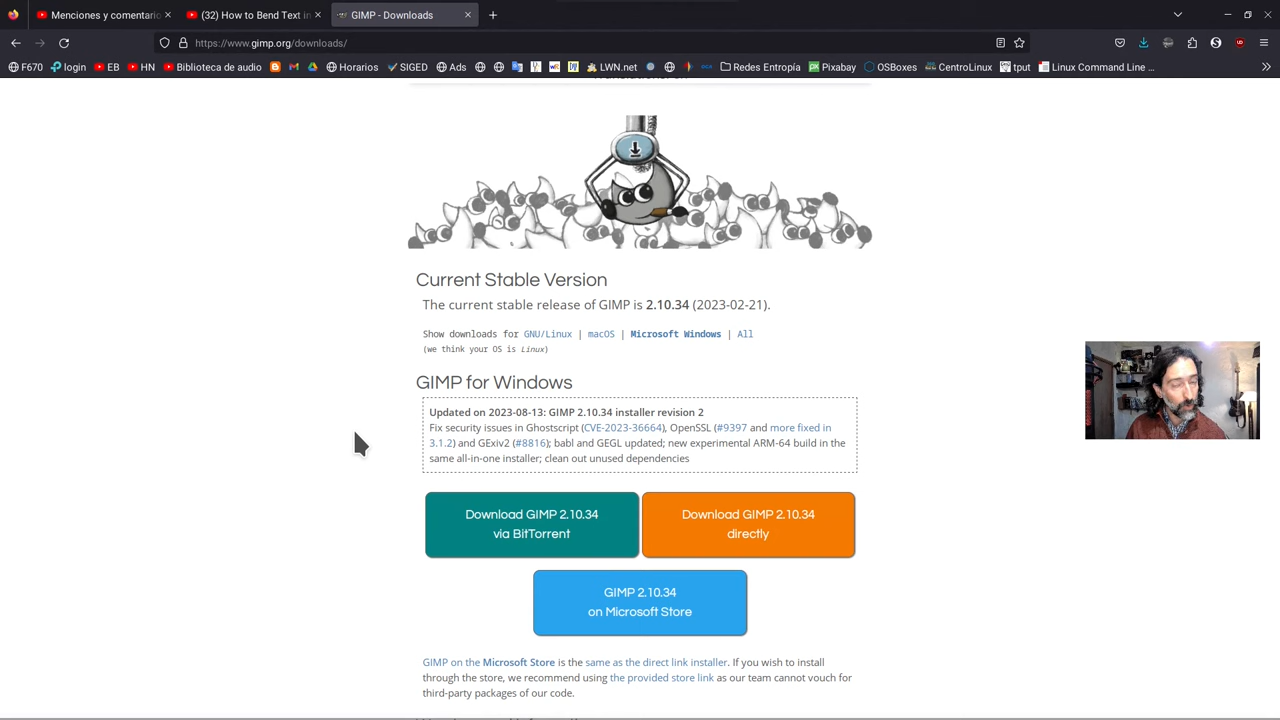 Menciones y comentario
(32) How to Bend Text in
GIMP - Downloads
https://www.gimp.org/downloads/
F670
login
EB
HN
Biblioteca de audio
Horarios
SIGED
Ads
LWN.net
Redes Entropía
Pixabay
OSBoxes
CentroLinux
tput
Linux Command Line ...
Current Stable Version
The current stable release of GIMP is 2.10.34 (2023-02-21).
Show downloads for GNU/Linux | macOS | Microsoft Windows | All
(we think your OS is Linux)
GIMP for Windows
Updated on 2023-08-13: GIMP 2.10.34 installer revision 2
Fix security issues in Ghostscript (CVE-2023-36664), OpenSSL (#9397 and more fixed in
3.1.2) and GExiv2 (#8816); babl and GEGL updated; new experimental ARM-64 build in the
same all-in-one installer; clean out unused dependencies
Download GIMP 2.10.34
via BitTorrent
Download GIMP 2.10.34
directly
GIMP 2.10.34
on Microsoft Store
GIMP on the Microsoft Store is the same as the direct link installer. If you wish to install
through the store, we recommend using the provided store link as our team cannot vouch for
third-party packages of our code.